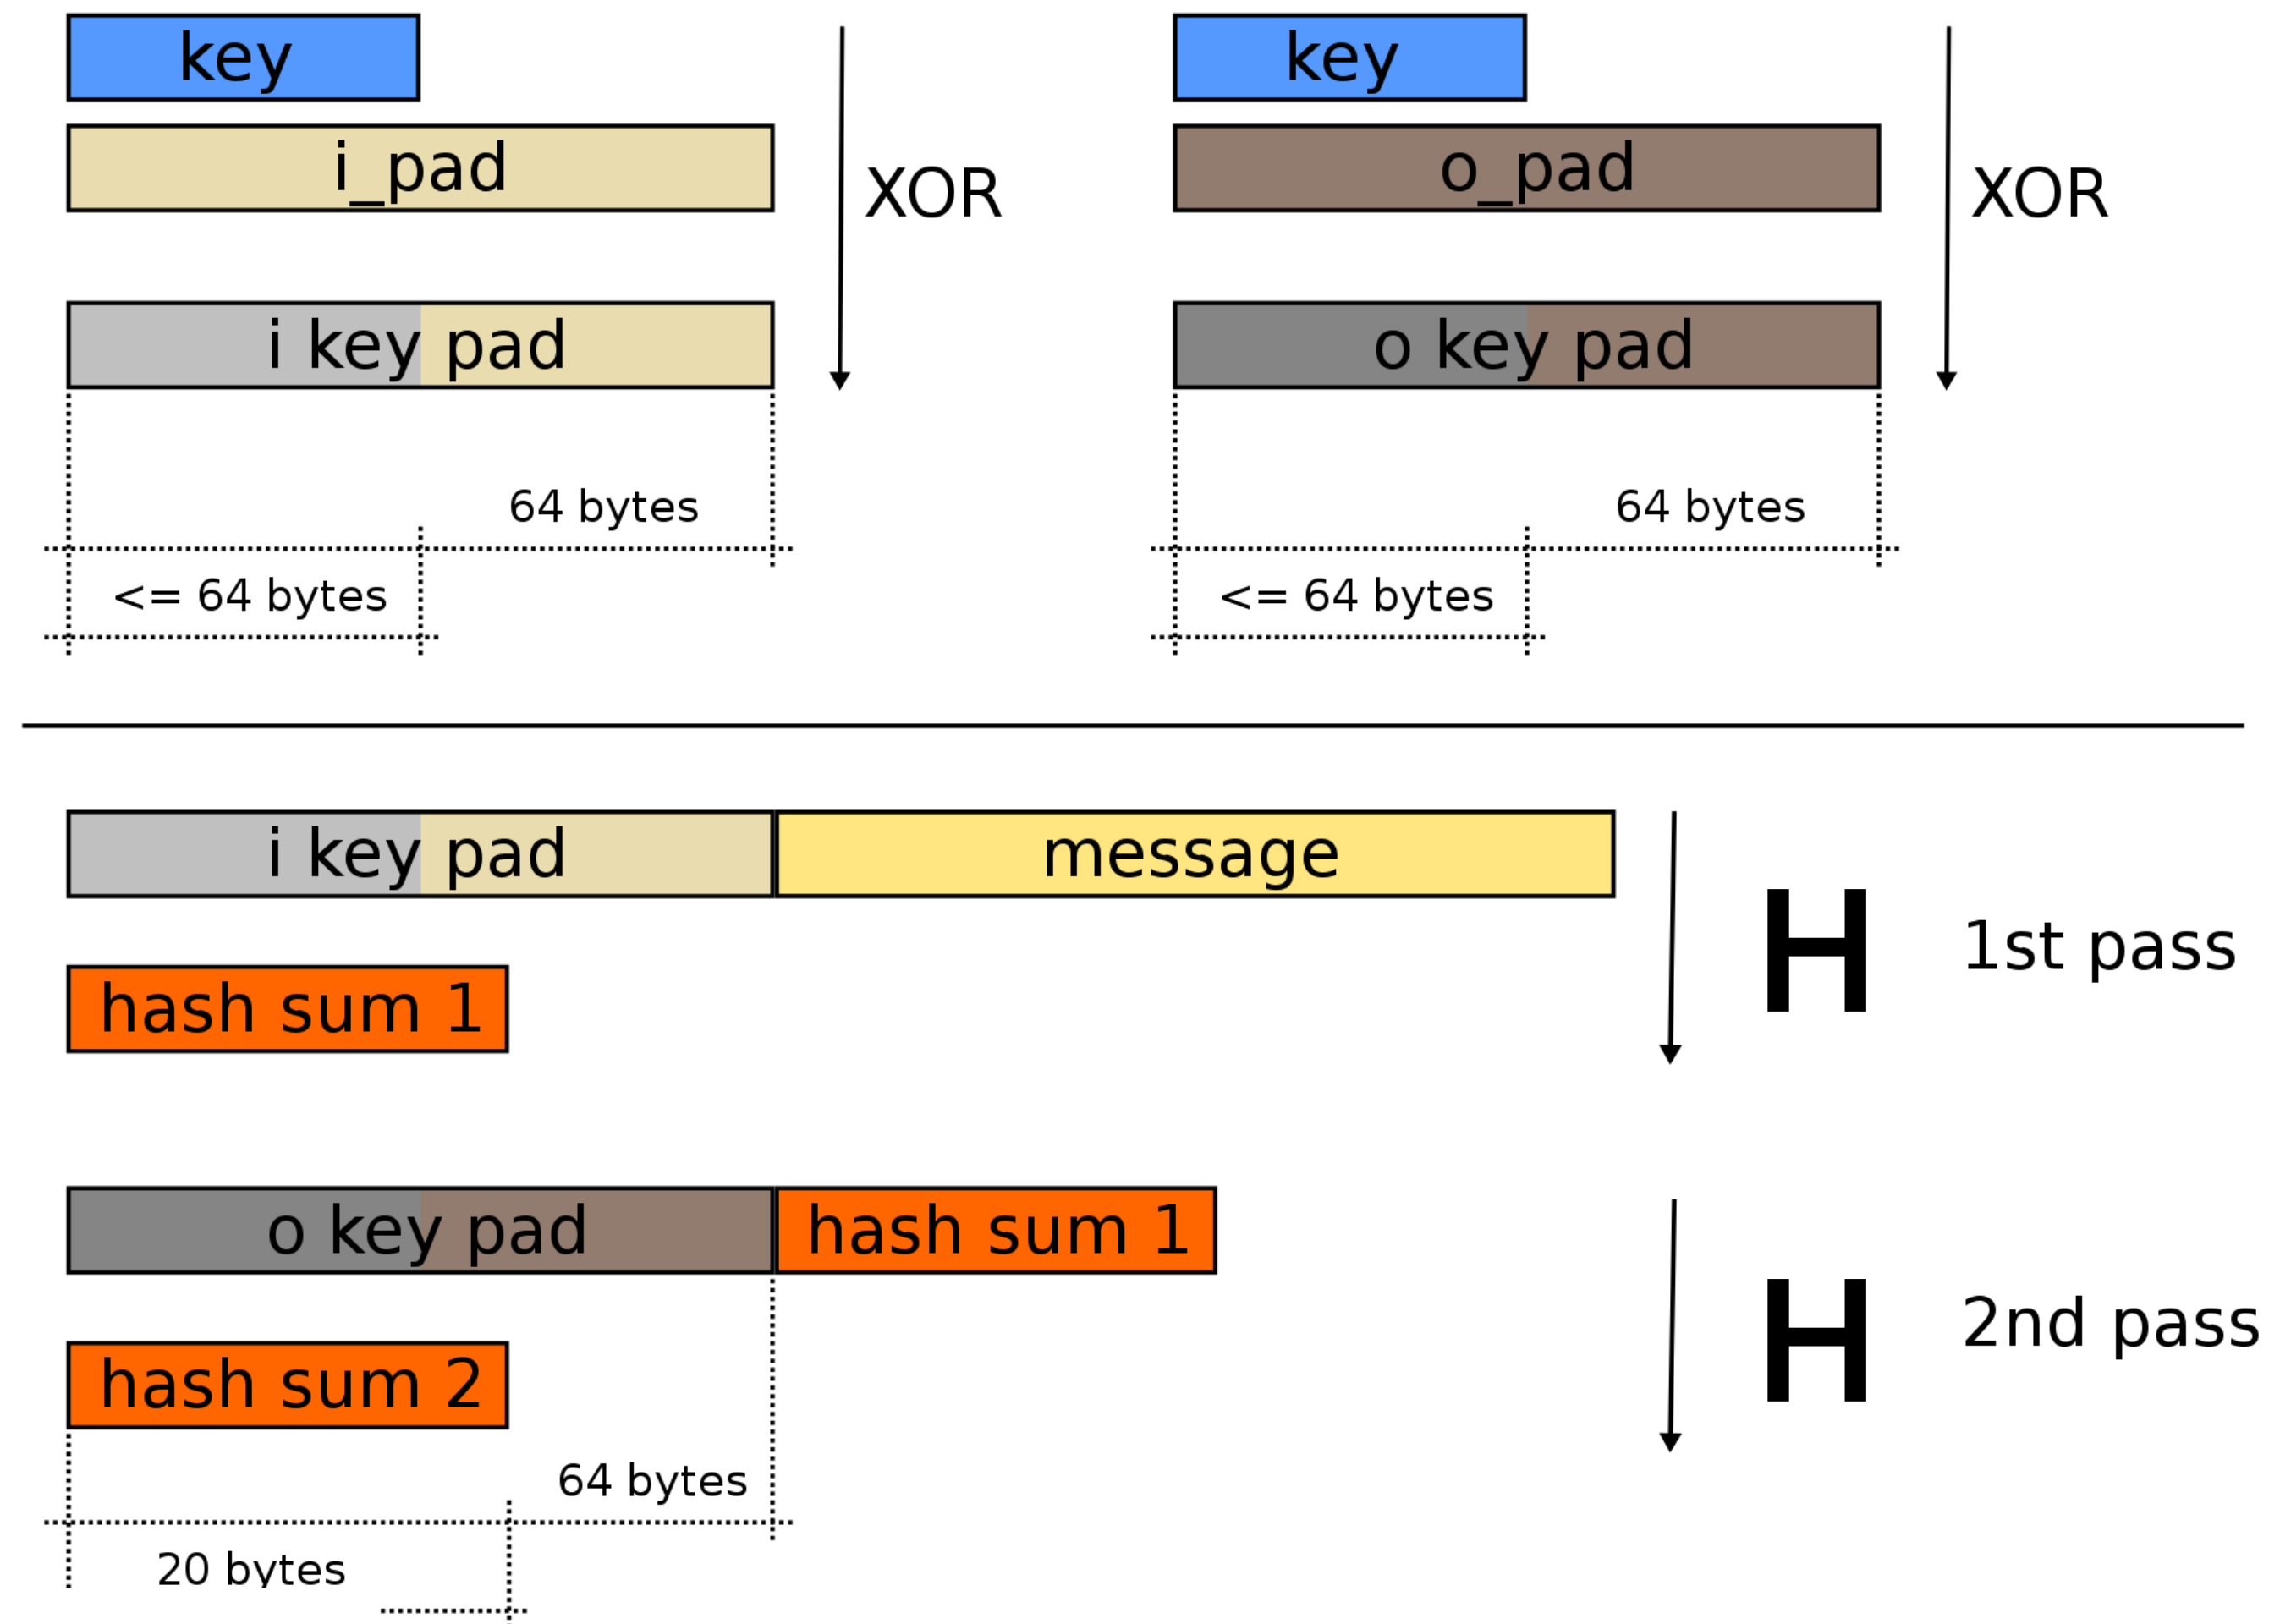 key
i_pad
XOR
i key pad
64 bytes
<= 64 bytes
key
o_pad
XOR
o key pad
64 bytes
<= 64 bytes
i key pad message
H 1st pass
hash sum 1
o key pad hash sum 1
H 2nd pass
hash sum 2
64 bytes
20 bytes